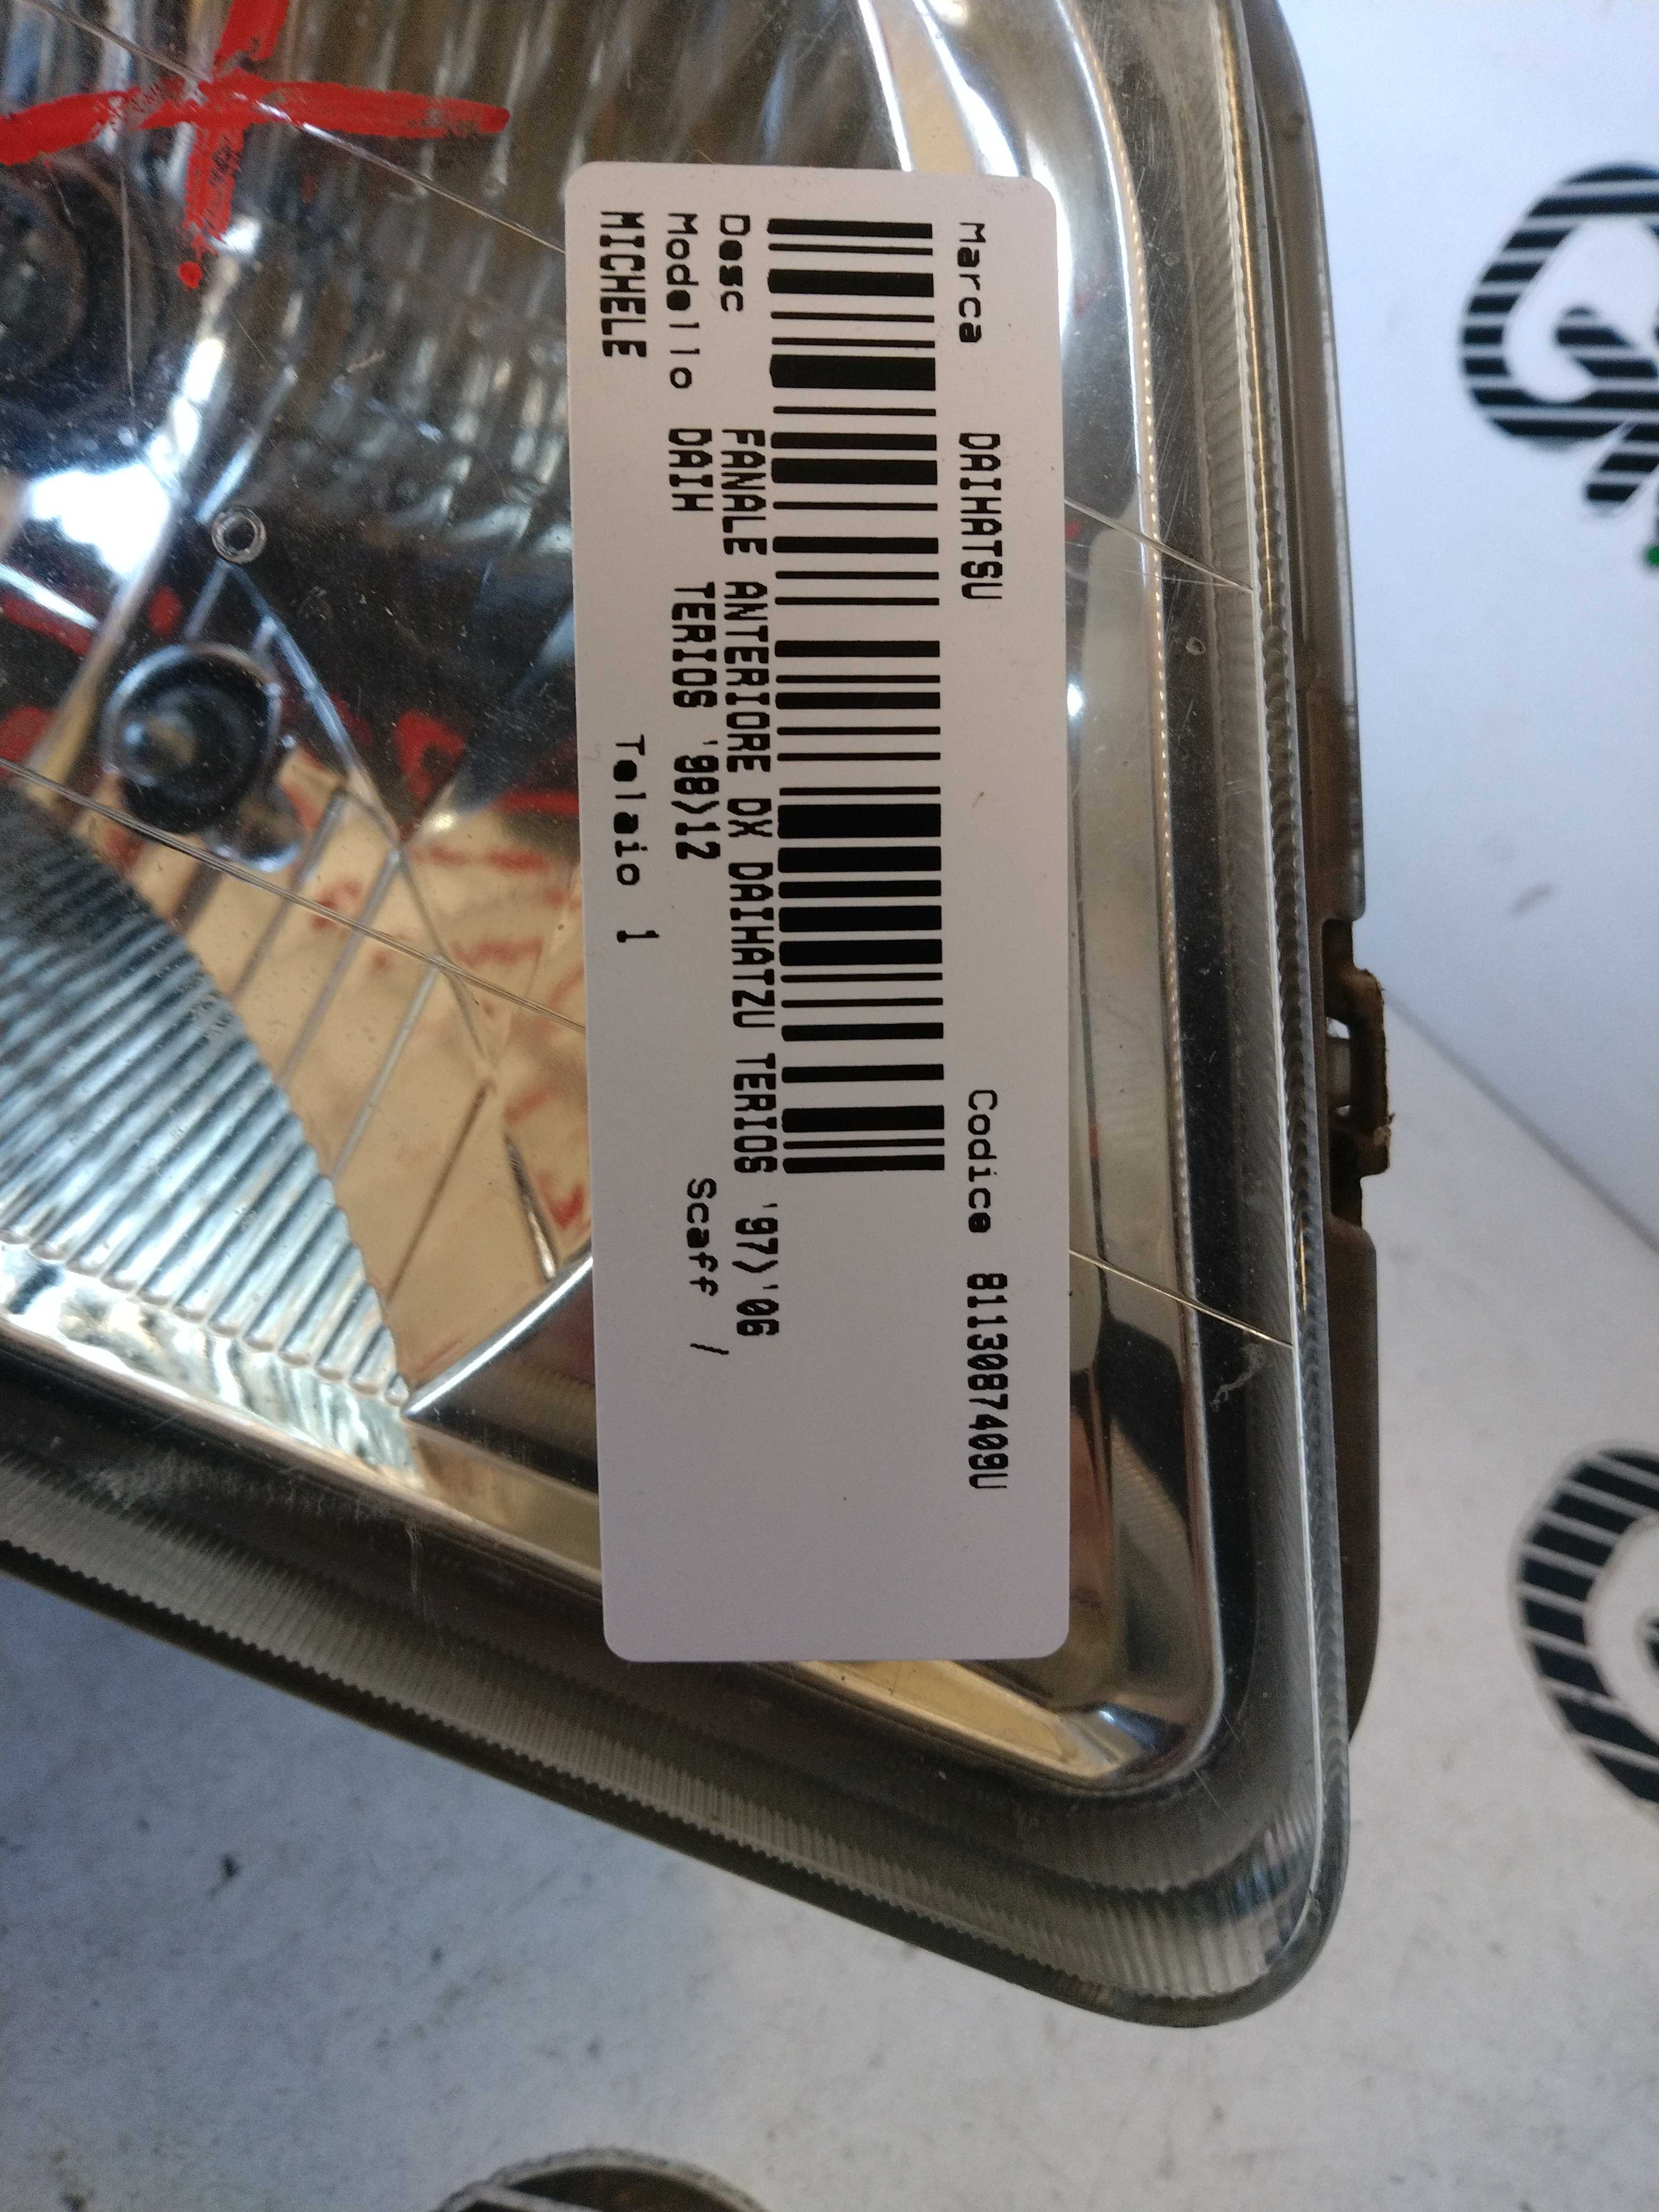 Marca DAIHATSU Codice 8113087409U
Desc FANALE ANTERIORE DX DAIHATZU TERIOS '97>'06
Modello DAIH TERIOS '98>12 Scaff /
MICHELE Telaio 1